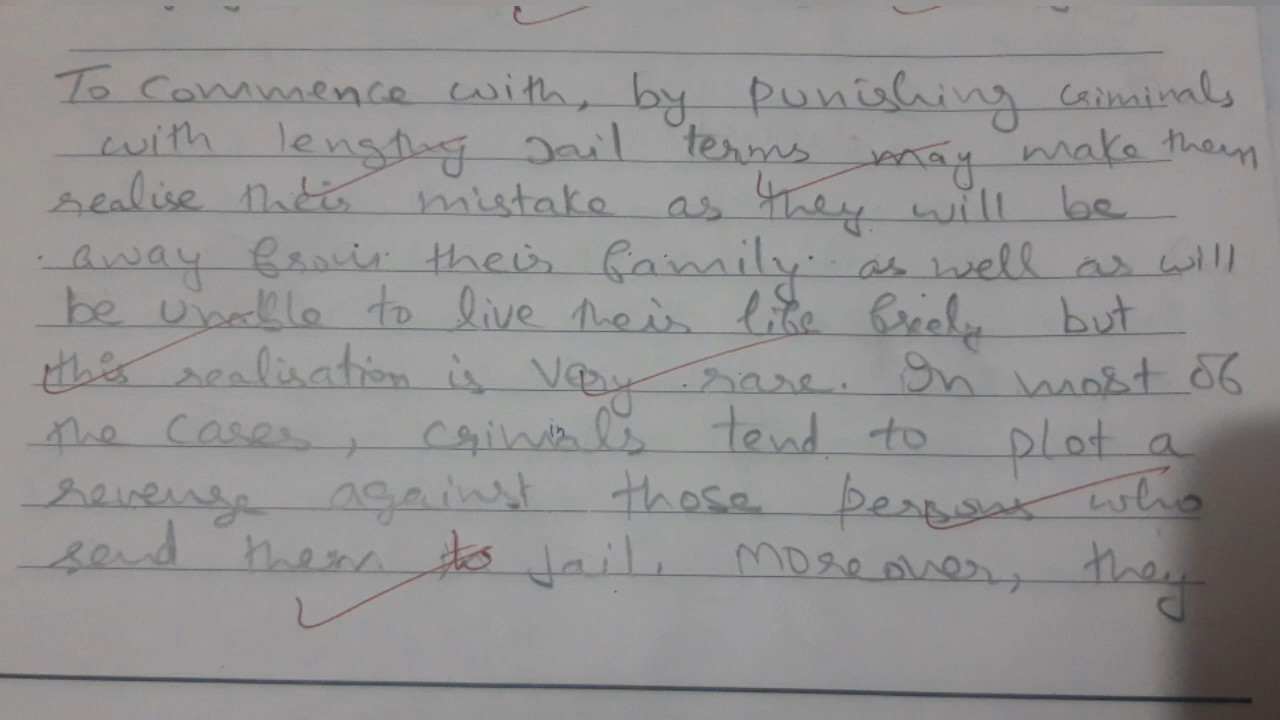 To commence with, by punishing criminals
with lengthy Jail terms may make them
realise their mistake as they will be
away from their family as well as will
be unable to live their life freely but
this realisation is very rare. In most of
the cases, criminals tend to plot a
revenge against those persons who
send them to Jail. Moreover, they